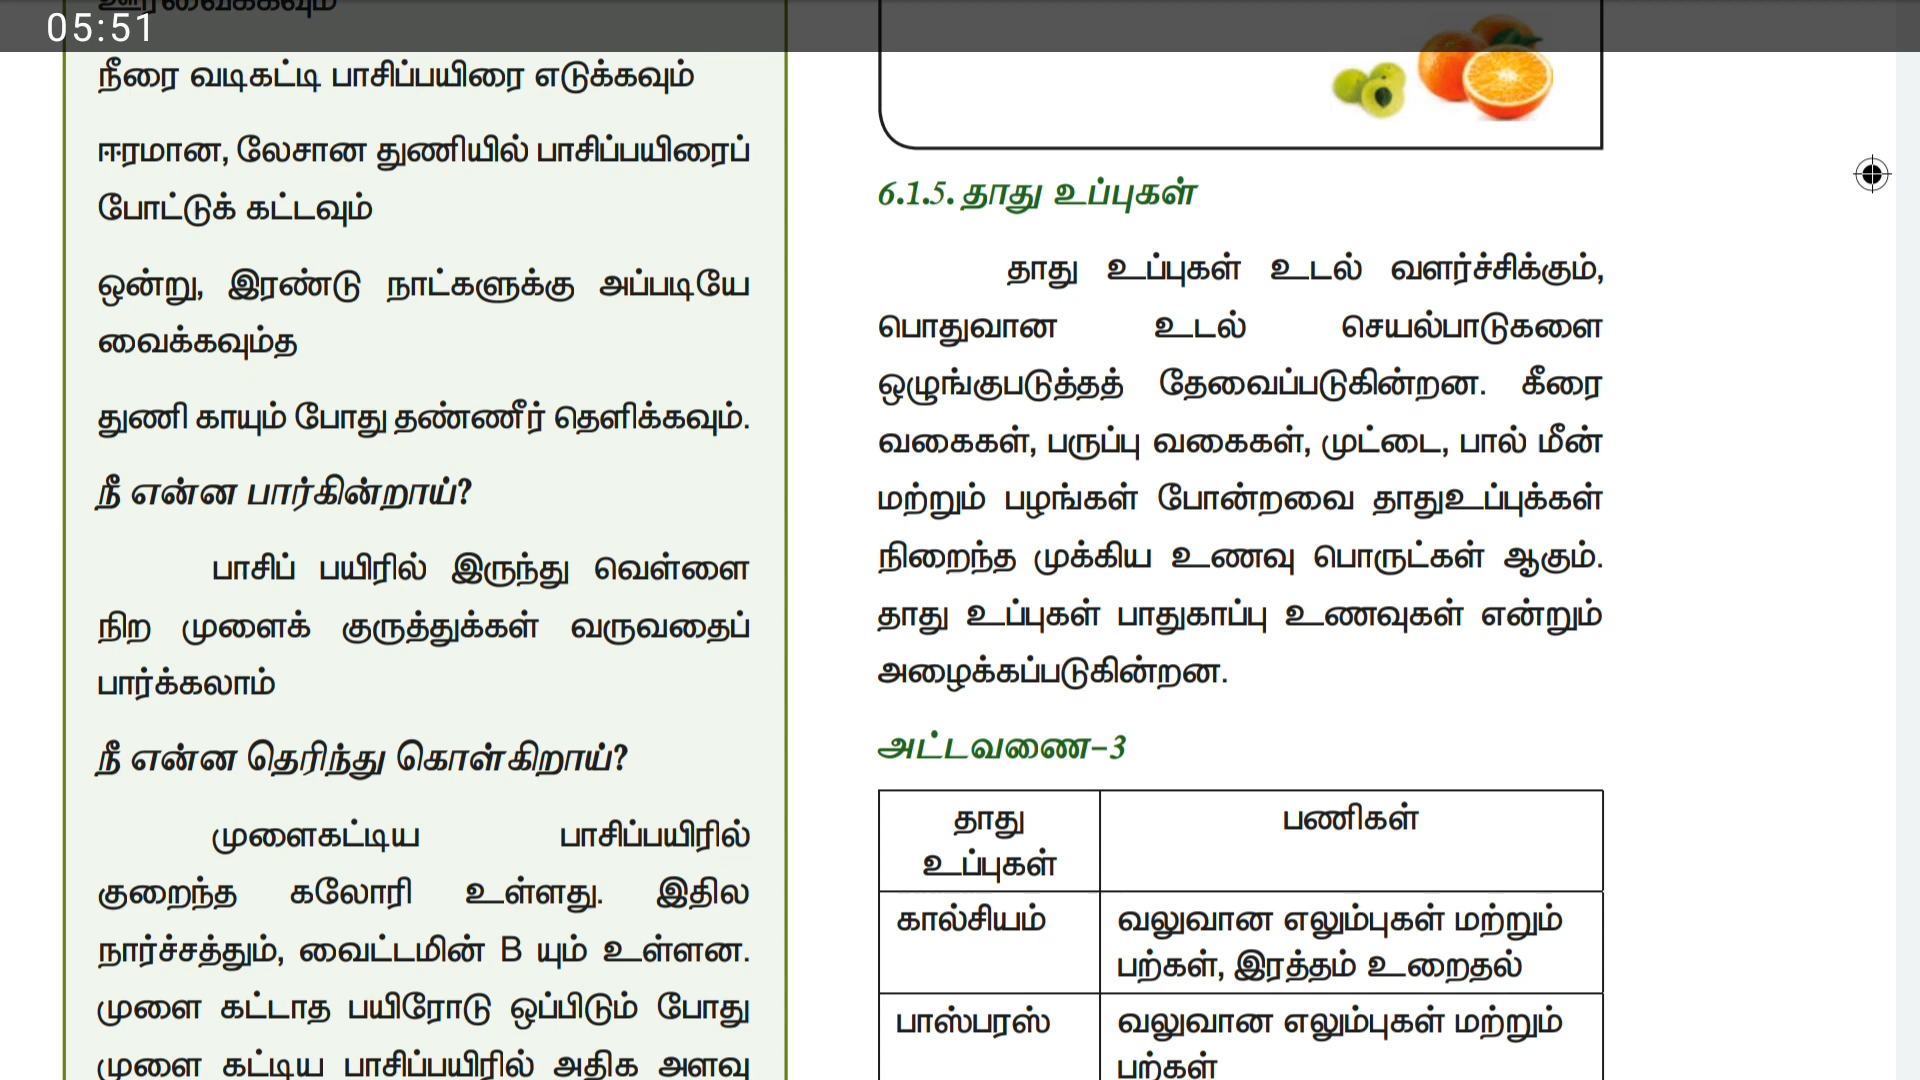 05:51
நீரை வடிகட்டி பாசிப்பயிரை எடுக்கவும்
ஈரமான, லேசான துணியில் பாசிப்பயிரைப்
போட்டுக் கட்டவும்
ஒன்று, இரண்டு நாட்களுக்கு அப்படியே
வைக்கவும்த
துணி காயும் போது தண்ணீர் தெளிக்கவும்.
நீ என்ன பார்கின்றாய்?
பாசிப் பயிரில் இருந்து வெள்ளை
நிற முளைக் குருத்துக்கள் வருவதைப்
பார்க்கலாம்
நீ என்ன தெரிந்து கொள்கிறாய்?
முளைகட்டிய பாசிப்பயிரில்
குறைந்த கலோரி உள்ளது. இதில
நார்ச்சத்தும், வைட்டமின் B யும் உள்ளன.
முளை கட்டாத பயிரோடு ஒப்பிடும் போது
முளை கட்டிய பாசிப்பயிரில் அதிக அளவு
6.1.5. தாது உப்புகள்
தாது உப்புகள் உடல் வளர்ச்சிக்கும்,
பொதுவான உடல் செயல்பாடுகளை
ஒழுங்குபடுத்தத் தேவைப்படுகின்றன. கீரை
வகைகள், பருப்பு வகைகள், முட்டை, பால் மீன்
மற்றும் பழங்கள் போன்றவை தாதுஉப்புக்கள்
நிறைந்த முக்கிய உணவு பொருட்கள் ஆகும்.
தாது உப்புகள் பாதுகாப்பு உணவுகள் என்றும்
அழைக்கப்படுகின்றன.
அட்டவணை-3
தாது
உப்புகள்
பணிகள்
கால்சியம்
வலுவான எலும்புகள் மற்றும்
பற்கள், இரத்தம் உறைதல்
பாஸ்பரஸ்
வலுவான எலும்புகள் மற்றும்
பற்கள்